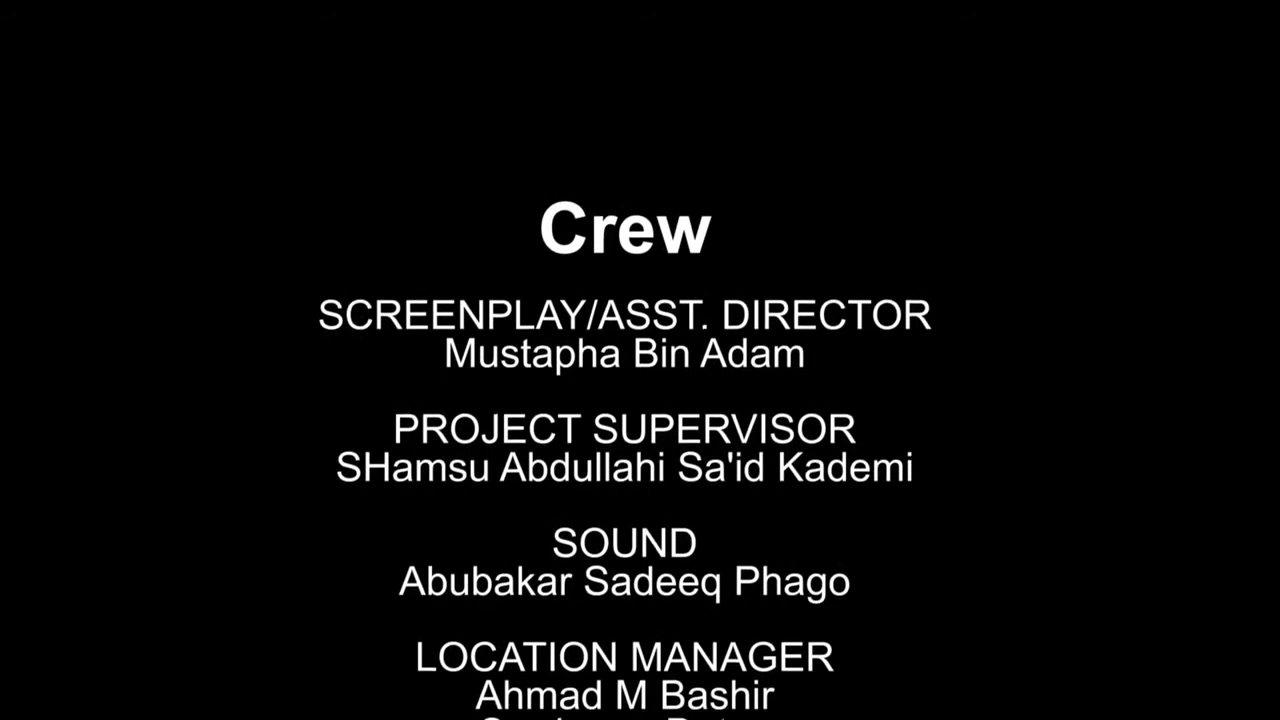 Crew
SCREENPLAY/ASST. DIRECTOR
Mustapha Bin Adam
PROJECT SUPERVISOR
SHamsu Abdullahi Sa'id Kademi
SOUND
Abubakar Sadeeq Phago
LOCATION MANAGER
Ahmad M Bashir